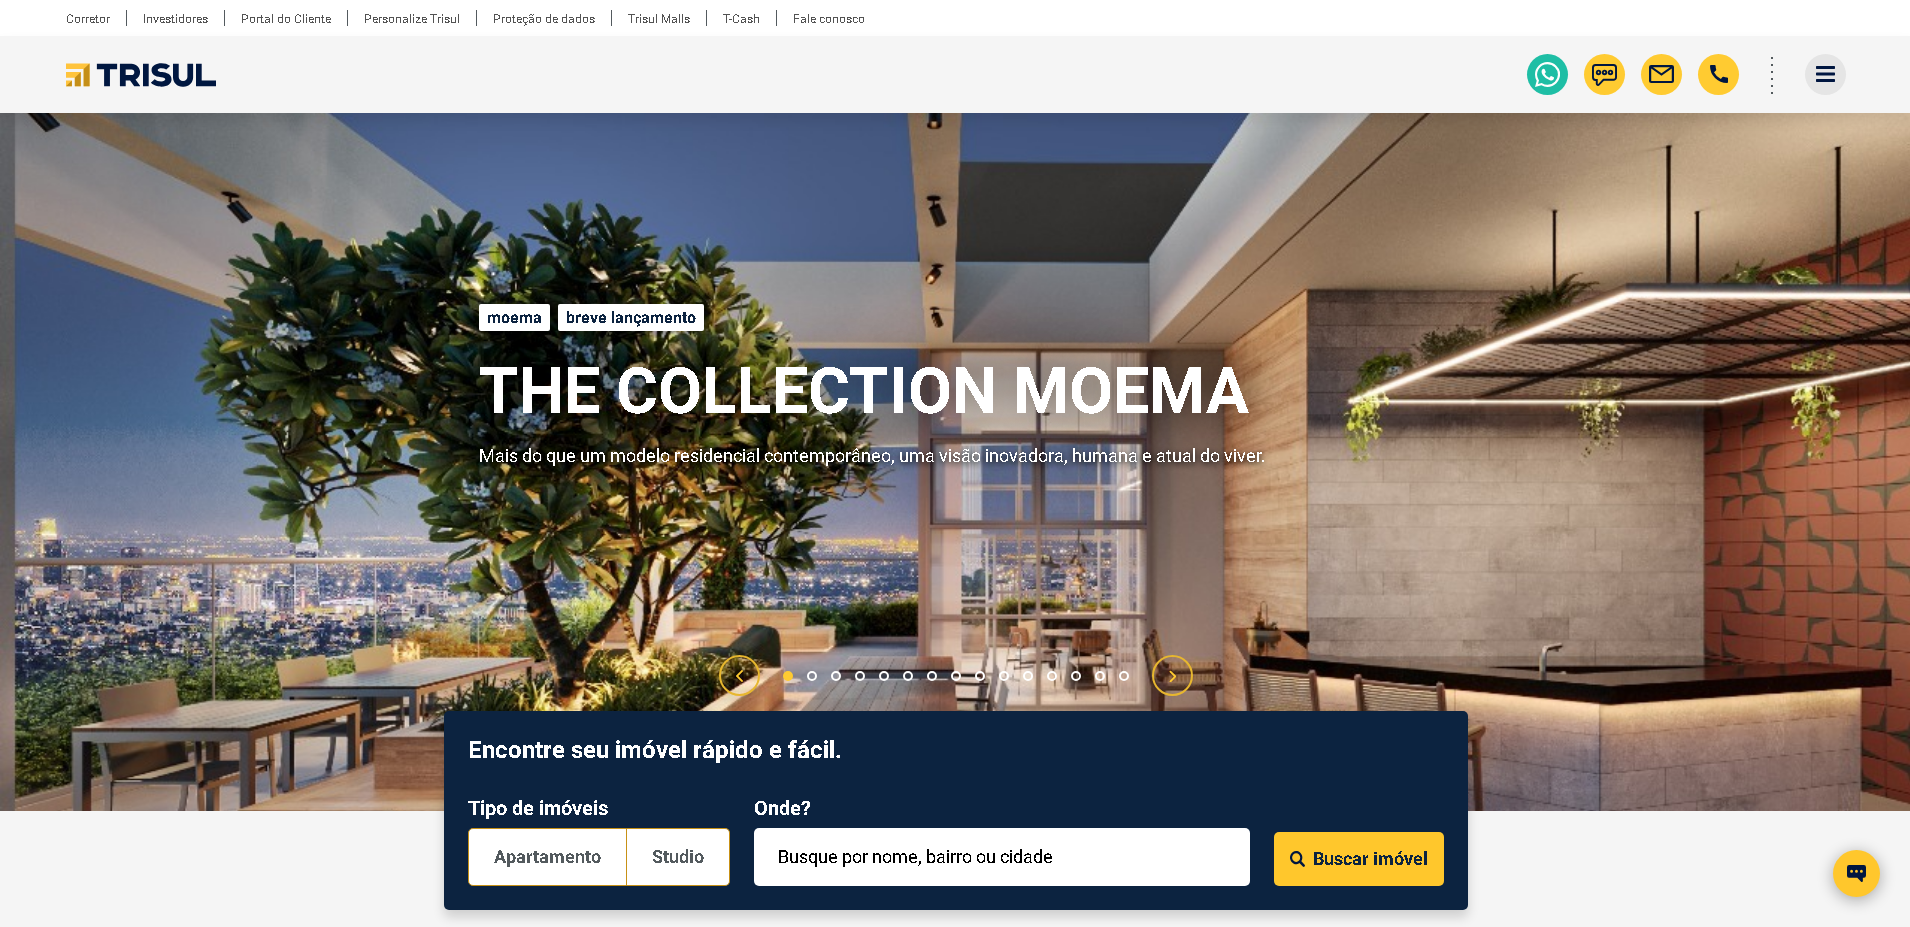 Corretor
Investidores
Portal do Cliente
Personalize Trisul
Proteção de dados
Trisul Malls
T-Cash
Fale conosco
TRISUL
moema
breve lançamento
THE COLLECTION MOEMA
Mais do que um modelo residencial contemporâneo, uma visão inovadora, humana e atual do viver.
Encontre seu imóvel rápido e fácil.
Tipo de imóveis
Onde?
Apartamento
Studio
Busque por nome, bairro ou cidade
Buscar imóvel